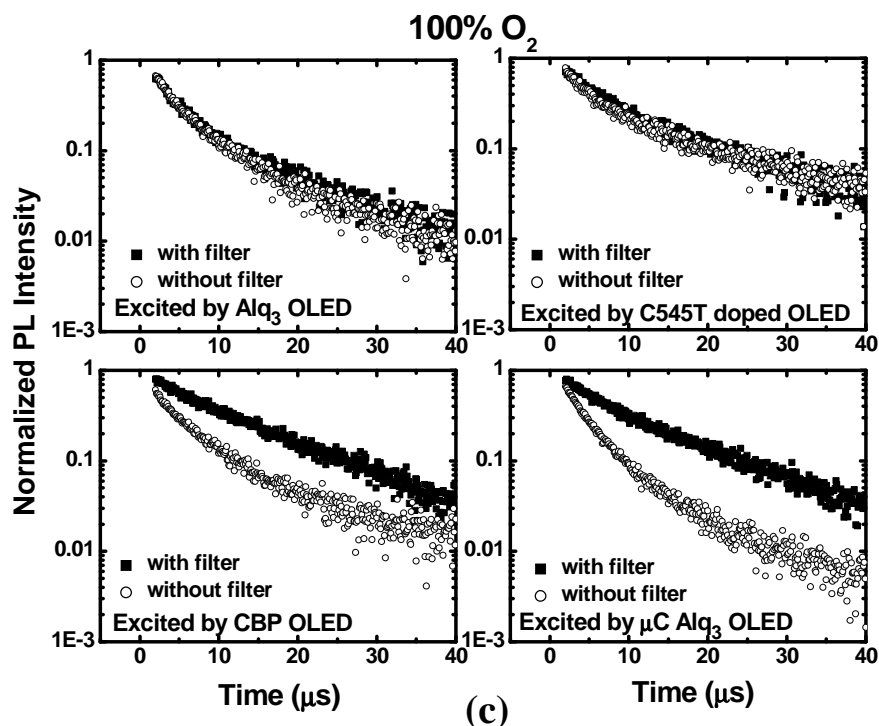 100% O₂
Normalized PL Intensity
1
0.1
0.01
1E-3
0 10 20 30 40
with filter
without filter
Excited by Alq₃ OLED
1
0.1
0.01
1E-3
0 10 20 30 40
with filter
without filter
Excited by C545T doped OLED
1
0.1
0.01
1E-3
0 10 20 30 40
with filter
without filter
Excited by CBP OLED
1
0.1
0.01
1E-3
0 10 20 30 40
with filter
without filter
Excited by μC Alq₃ OLED
Time (μs)
Time (μs)
(c)